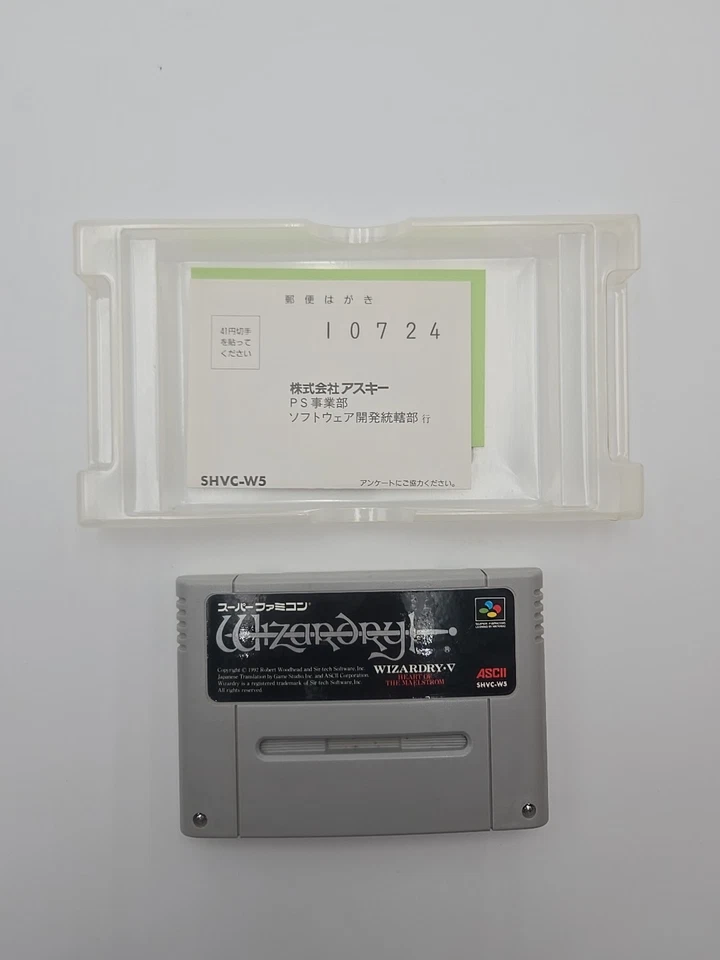 郵便はがき
41円切手
を貼って
ください
10724
株式会社アスキー
PS事業部
ソフトウェア開発統轄部 行
SHVC-W5
アンケートにご協力ください。
スーパーファミコン
Wizardry
®
Copyright © 1992 Robert Woodhead and Sir-tech Software, Inc.
Japanese Translation by Game Studio Inc. and ASCII Corporation.
Wizardry is a registered trademark of Sir-tech Software, Inc.
All rights reserved.
WIZARDRY·V
HEART OF
THE MAELSTROM
SUPER FAMICOM
LICENSED BY NINTENDO
ASCII
SHVC-W5